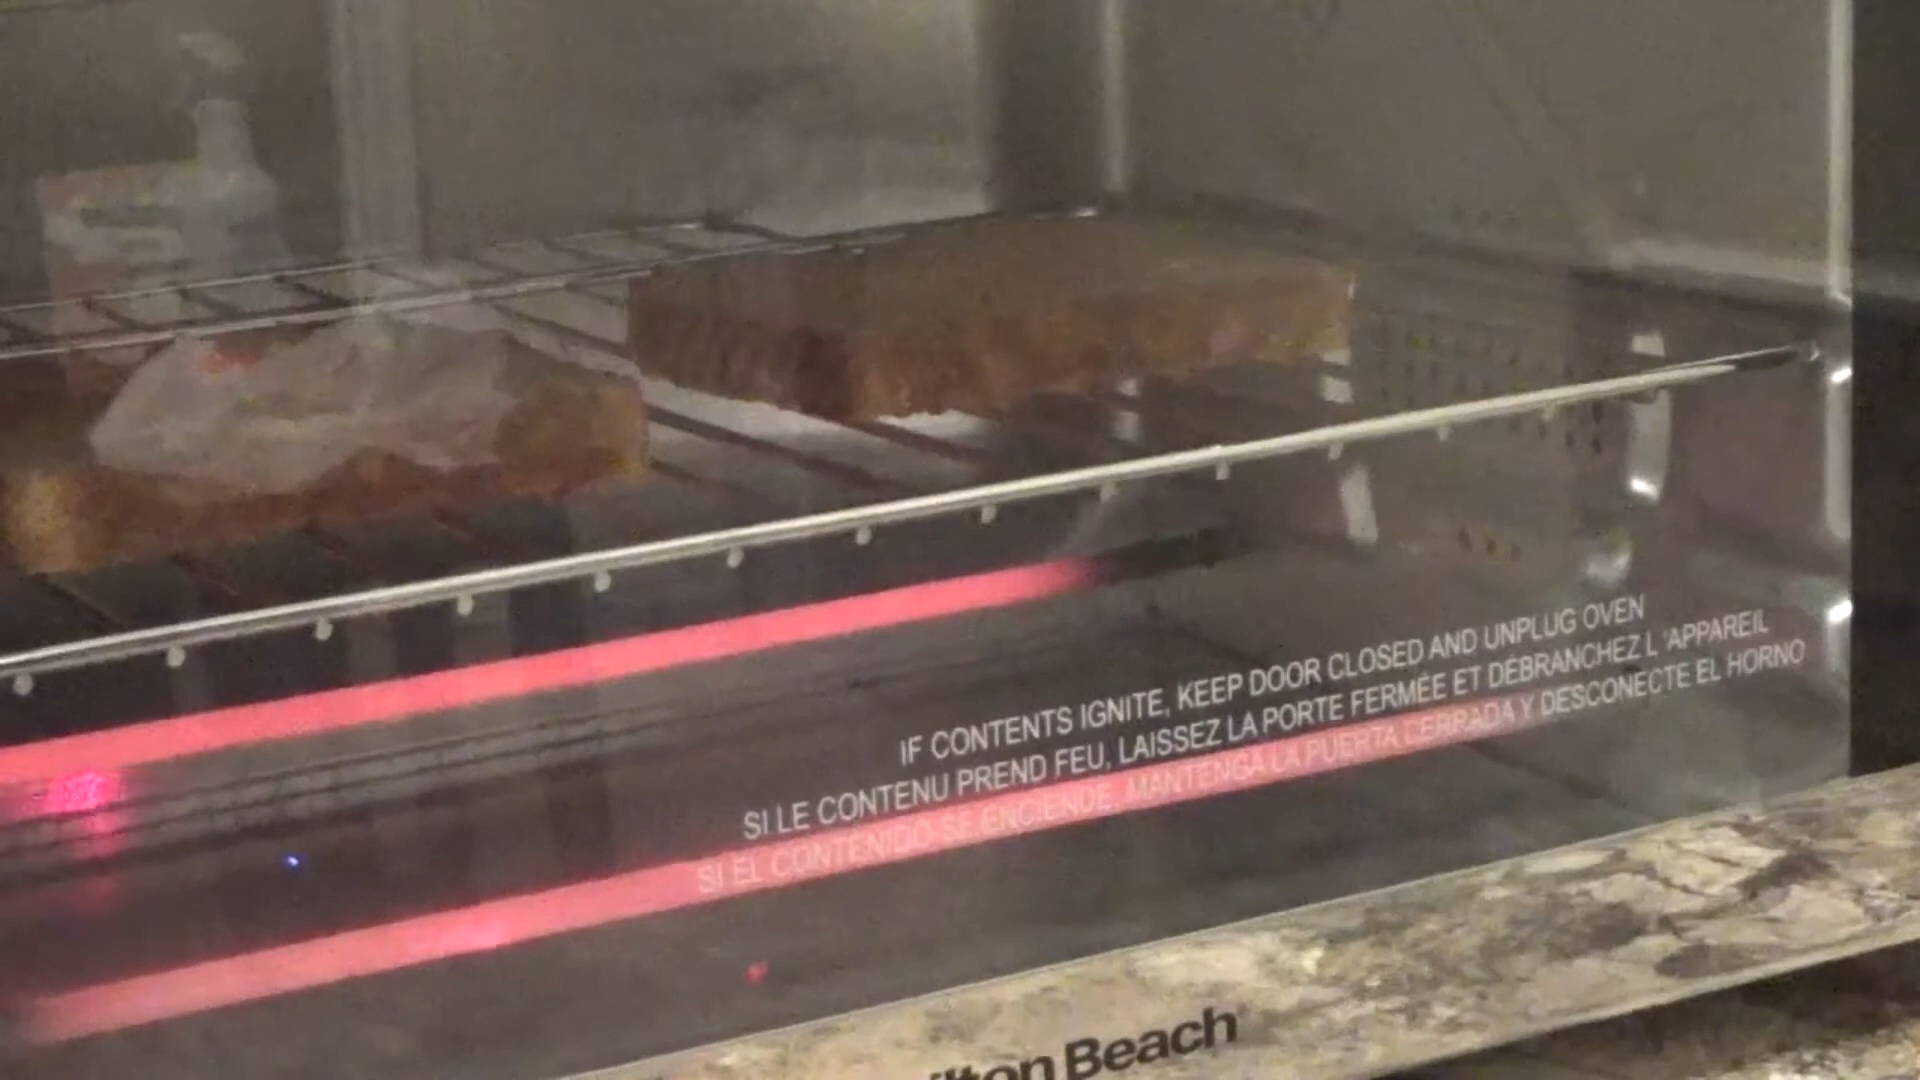 IF CONTENTS IGNITE, KEEP DOOR CLOSED AND UNPLUG OVEN
SI LE CONTENU PREND FEU, LAISSEZ LA PORTE FERMÉE ET DÉBRANCHEZ L 'APPAREIL
SI EL CONTENIDO SE ENCIENDE, MANTENGA LA PUERTA CERRADA Y DESCONECTE EL HORNO
ilton Beach